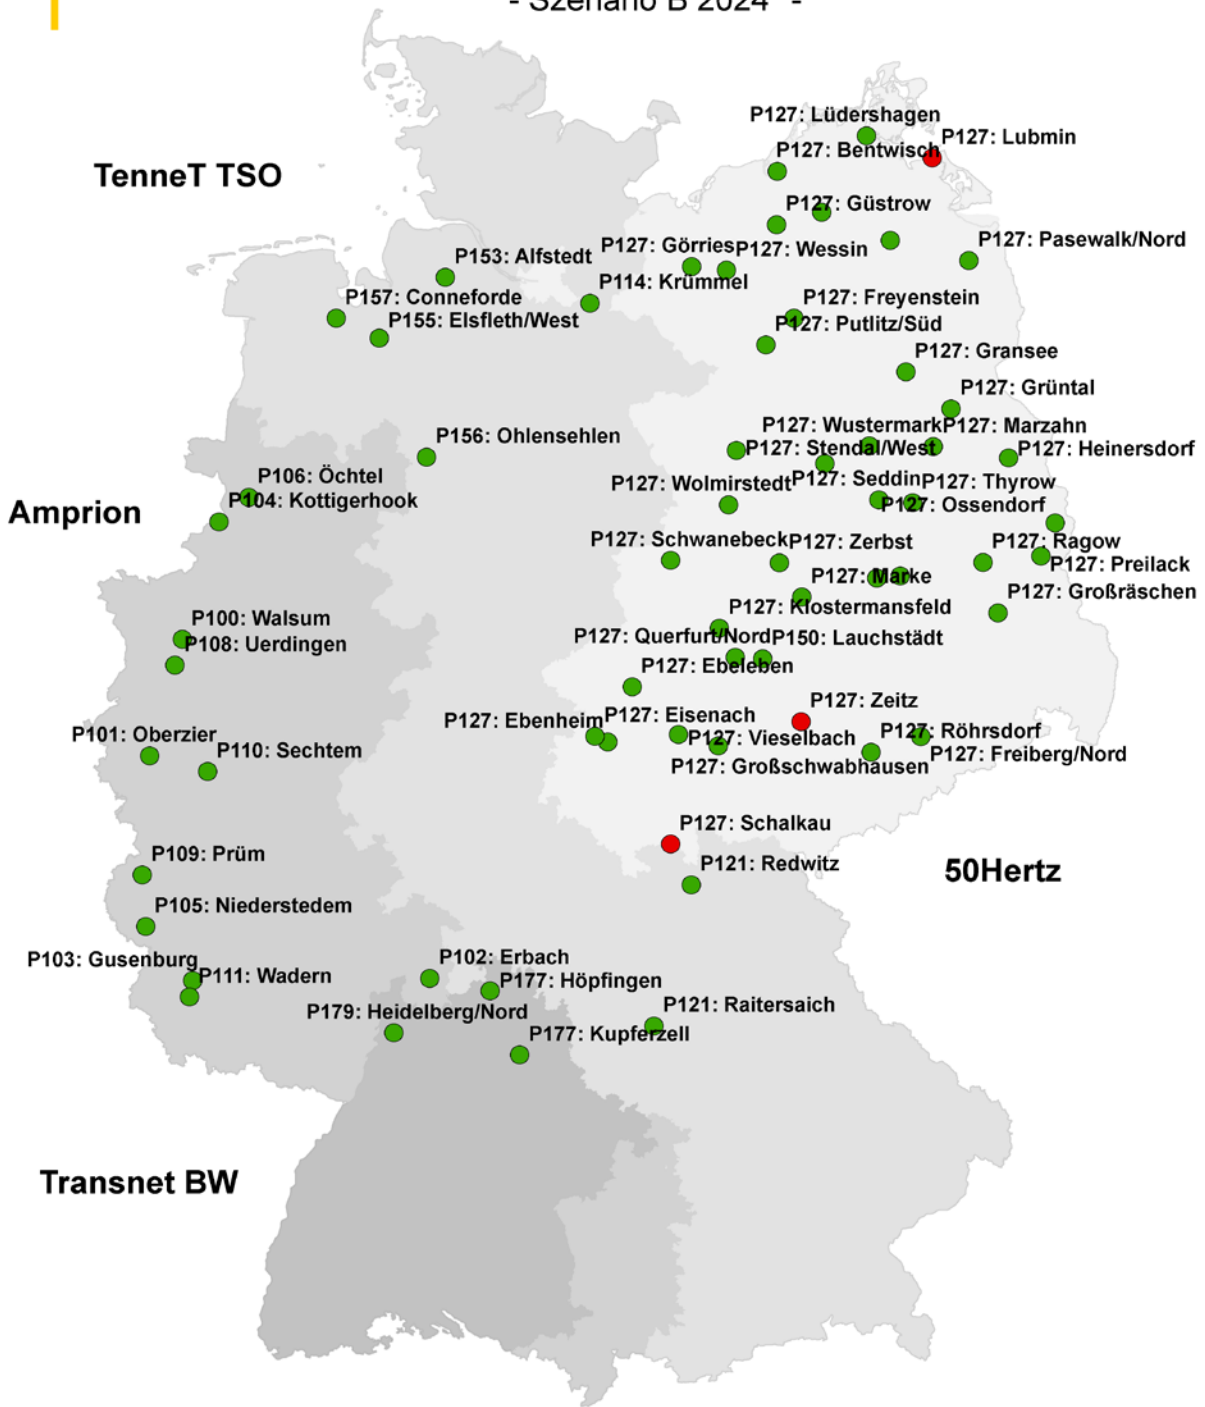 - Szenario B 2024* -
P127: Lüdershagen
P127: Lubmin
P127: Bentwisch
TenneT TSO
P127: Güstrow
P127: Görries
P127: Wessin
P127: Pasewalk/Nord
P153: Alfstedt
P114: Krümmel
P157: Conneforde
P127: Freyenstein
P155: Elsfleth/West
P127: Putlitz/Süd
P127: Gransee
P127: Grüntal
P127: Wustermark
P127: Marzahn
P156: Ohlensehlen
P127: Stendal/West
P127: Heinersdorf
P106: Öchtel
P127: Wolmirstedt
P127: Seddin
P127: Thyrow
P104: Kottigerhook
P127: Ossendorf
Amprion
P127: Schwanebeck
P127: Zerbst
P127: Ragow
P127: Preilack
P127: Marke
P127: Großräschen
P127: Klostermansfeld
P100: Walsum
P127: Querfurt/Nord
P150: Lauchstädt
P108: Uerdingen
P127: Ebeleben
P127: Zeitz
P127: Ebenheim
P127: Eisenach
P101: Oberzier
P127: Röhrsdorf
P127: Vieselbach
P110: Sechtem
P127: Freiberg/Nord
P127: Großschwabhausen
P127: Schalkau
P109: Prüm
P121: Redwitz
50Hertz
P105: Niederstedem
P103: Gusenburg
P102: Erbach
P111: Wadern
P177: Höpfingen
P179: Heidelberg/Nord
P121: Raitersaich
P177: Kupferzell
Transnet BW